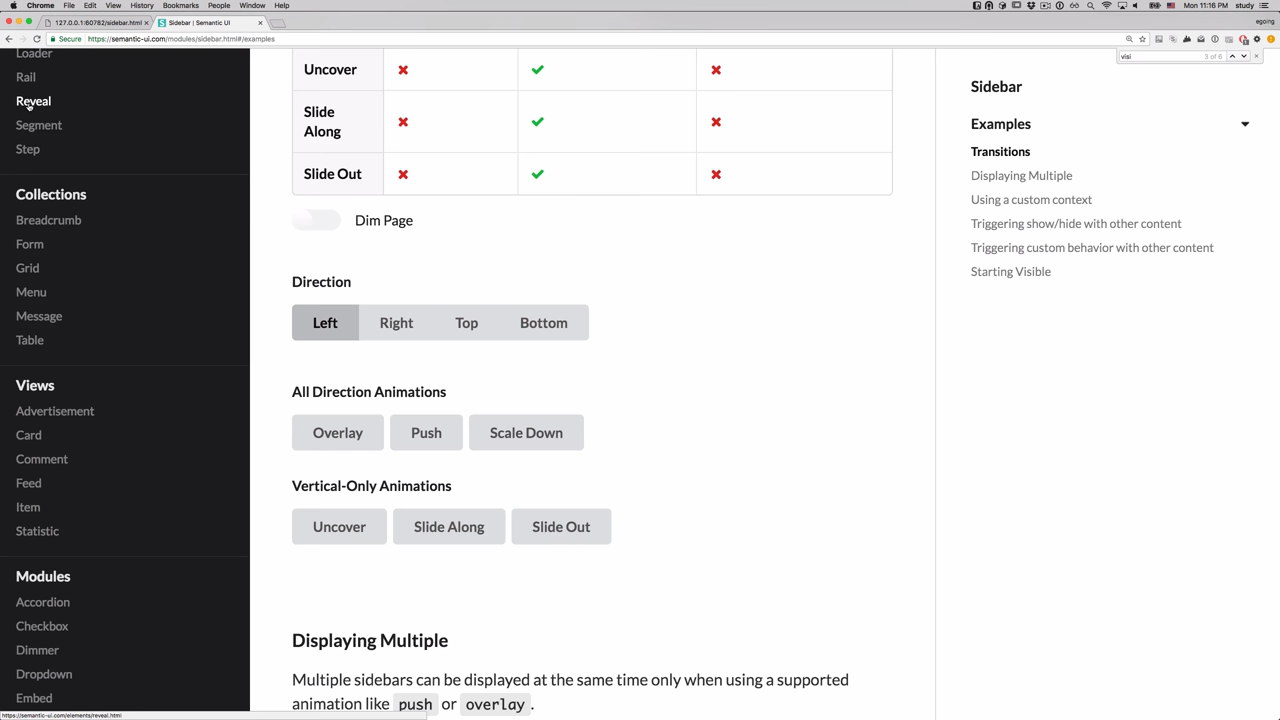 Chrome File Edit View History Bookmarks People Window Help
Mon 11:16 PM study
127.0.0.1:60782/sidebar.html
Sidebar | Semantic UI
egoing
Secure https://semantic-ui.com/modules/sidebar.html#/examples
visi 3 of 6
Loader
Rail
Reveal
Segment
Step
Collections
Breadcrumb
Form
Grid
Menu
Message
Table
Views
Advertisement
Card
Comment
Feed
Item
Statistic
Modules
Accordion
Checkbox
Dimmer
Dropdown
Embed
https://semantic-ui.com/elements/reveal.html
Uncover
Slide
Along
Slide Out
Dim Page
Direction
Left Right Top Bottom
All Direction Animations
Overlay Push Scale Down
Vertical-Only Animations
Uncover Slide Along Slide Out
Displaying Multiple
Multiple sidebars can be displayed at the same time only when using a supported
animation like push or overlay.
Sidebar
Examples
Transitions
Displaying Multiple
Using a custom context
Triggering show/hide with other content
Triggering custom behavior with other content
Starting Visible